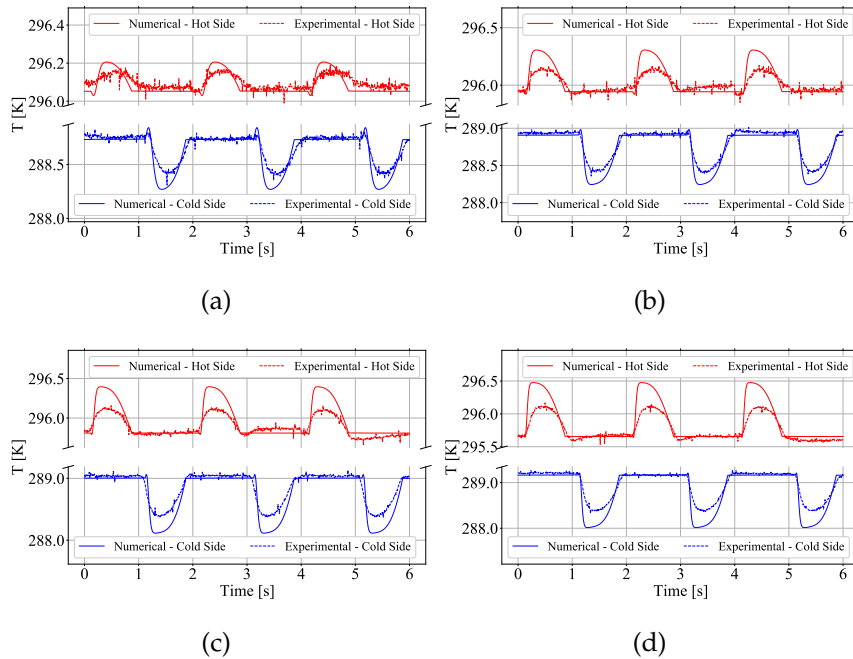 Numerical - Hot Side Experimental - Hot Side
296.4
296.2
296.0
T [K]
288.5
288.0
Numerical - Cold Side Experimental - Cold Side
0 1 2 3 4 5 6
Time [s]
(a)
Numerical - Hot Side Experimental - Hot Side
296.5
296.0
T [K]
289.0
288.5
288.0
Numerical - Cold Side Experimental - Cold Side
0 1 2 3 4 5 6
Time [s]
(b)
Numerical - Hot Side Experimental - Hot Side
296.5
296.0
T [K]
289.0
288.0
Numerical - Cold Side Experimental - Cold Side
0 1 2 3 4 5 6
Time [s]
(c)
Numerical - Hot Side Experimental - Hot Side
296.5
296.0
295.5
T [K]
289.0
288.0
Numerical - Cold Side Experimental - Cold Side
0 1 2 3 4 5 6
Time [s]
(d)